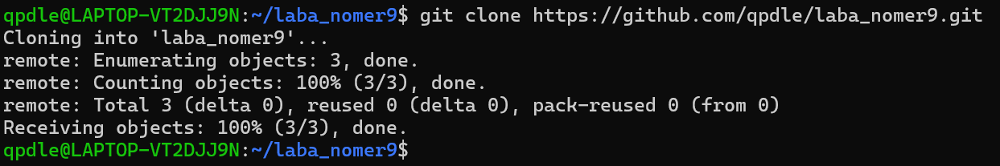 qpdle@LAPTOP-VT2DJJ9N:~/laba_nomer9$ git clone https://github.com/qpdle/laba_nomer9.git
Cloning into 'laba_nomer9'...
remote: Enumerating objects: 3, done.
remote: Counting objects: 100% (3/3), done.
remote: Total 3 (delta 0), reused 0 (delta 0), pack-reused 0 (from 0)
Receiving objects: 100% (3/3), done.
qpdle@LAPTOP-VT2DJJ9N:~/laba_nomer9$